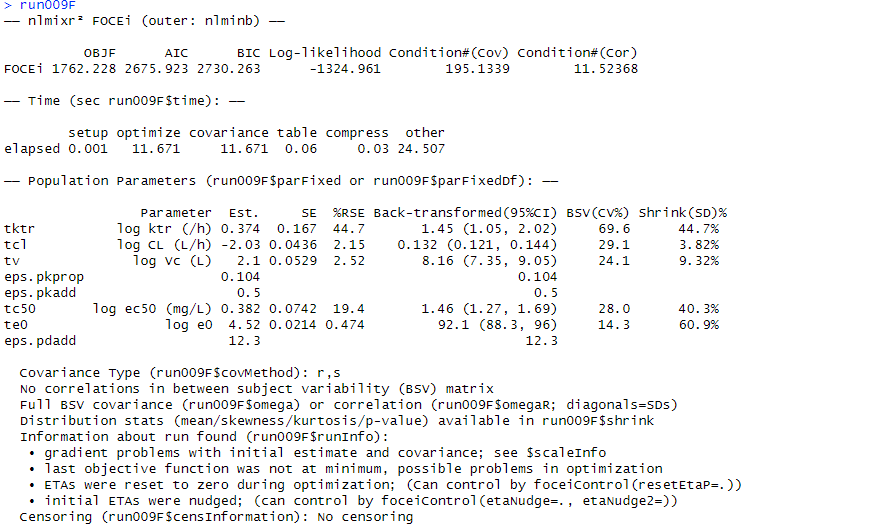 > run009F
── nlmixr² FOCEi (outer: nlminb) ──
OBJF AIC BIC Log-likelihood Condition#(Cov) Condition#(Cor)
FOCEi 1762.228 2675.923 2730.263 -1324.961 195.1339 11.52368
── Time (sec run009F$time): ──
setup optimize covariance table compress other
elapsed 0.001 11.671 11.671 0.06 0.03 24.507
── Population Parameters (run009F$parFixed or run009F$parFixedDf): ──
Parameter Est. SE %RSE Back-transformed(95%CI) BSV(CV%) Shrink(SD)%
tktr log ktr (/h) 0.374 0.167 44.7 1.45 (1.05, 2.02) 69.6 44.7%
tcl log CL (L/h) -2.03 0.0436 2.15 0.132 (0.121, 0.144) 29.1 3.82%
tv log Vc (L) 2.1 0.0529 2.52 8.16 (7.35, 9.05) 24.1 9.32%
eps.pkprop 0.104 0.104
eps.pkadd 0.5 0.5
tc50 log ec50 (mg/L) 0.382 0.0742 19.4 1.46 (1.27, 1.69) 28.0 40.3%
te0 log e0 4.52 0.0214 0.474 92.1 (88.3, 96) 14.3 60.9%
eps.pdadd 12.3 12.3
Covariance Type (run009F$covMethod): r,s
No correlations in between subject variability (BSV) matrix
Full BSV covariance (run009F$omega) or correlation (run009F$omegaR; diagonals=SDs)
Distribution stats (mean/skewness/kurtosis/p-value) available in run009F$shrink
Information about run found (run009F$runInfo):
• gradient problems with initial estimate and covariance; see $scaleInfo
• last objective function was not at minimum, possible problems in optimization
• ETAs were reset to zero during optimization; (Can control by foceiControl(resetEtaP=.))
• initial ETAs were nudged; (can control by foceiControl(etaNudge=., etaNudge2=))
Censoring (run009F$censInformation): No censoring